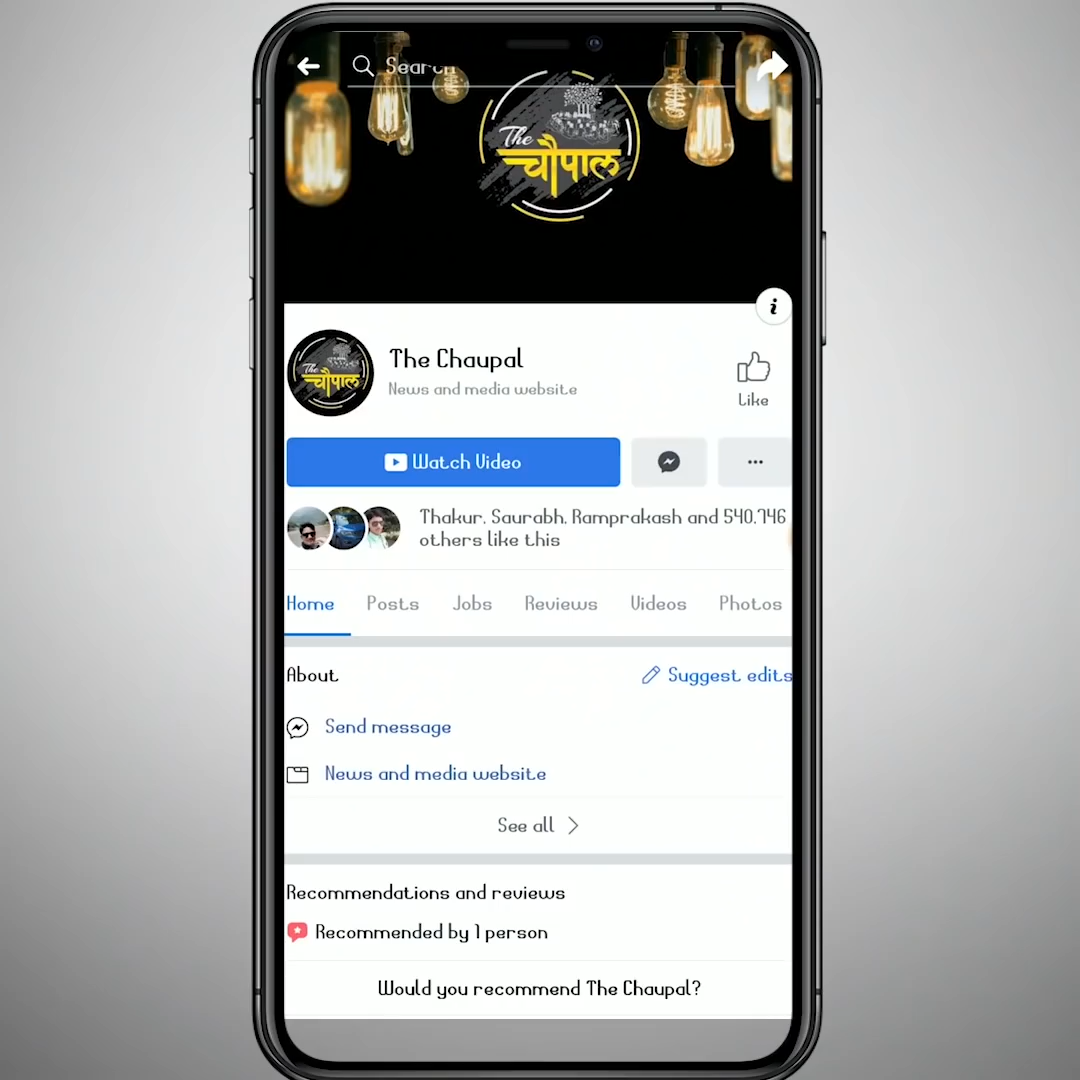 Search
The
चौपाल
The
चौपाल
The Chaupal
News and media website
Like
Watch Video
Thakur, Saurabh, Ramprakash and 540,746
others like this
Home Posts Jobs Reviews Videos Photos
About
Suggest edits
Send message
News and media website
See all
Recommendations and reviews
Recommended by 1 person
Would you recommend The Chaupal?